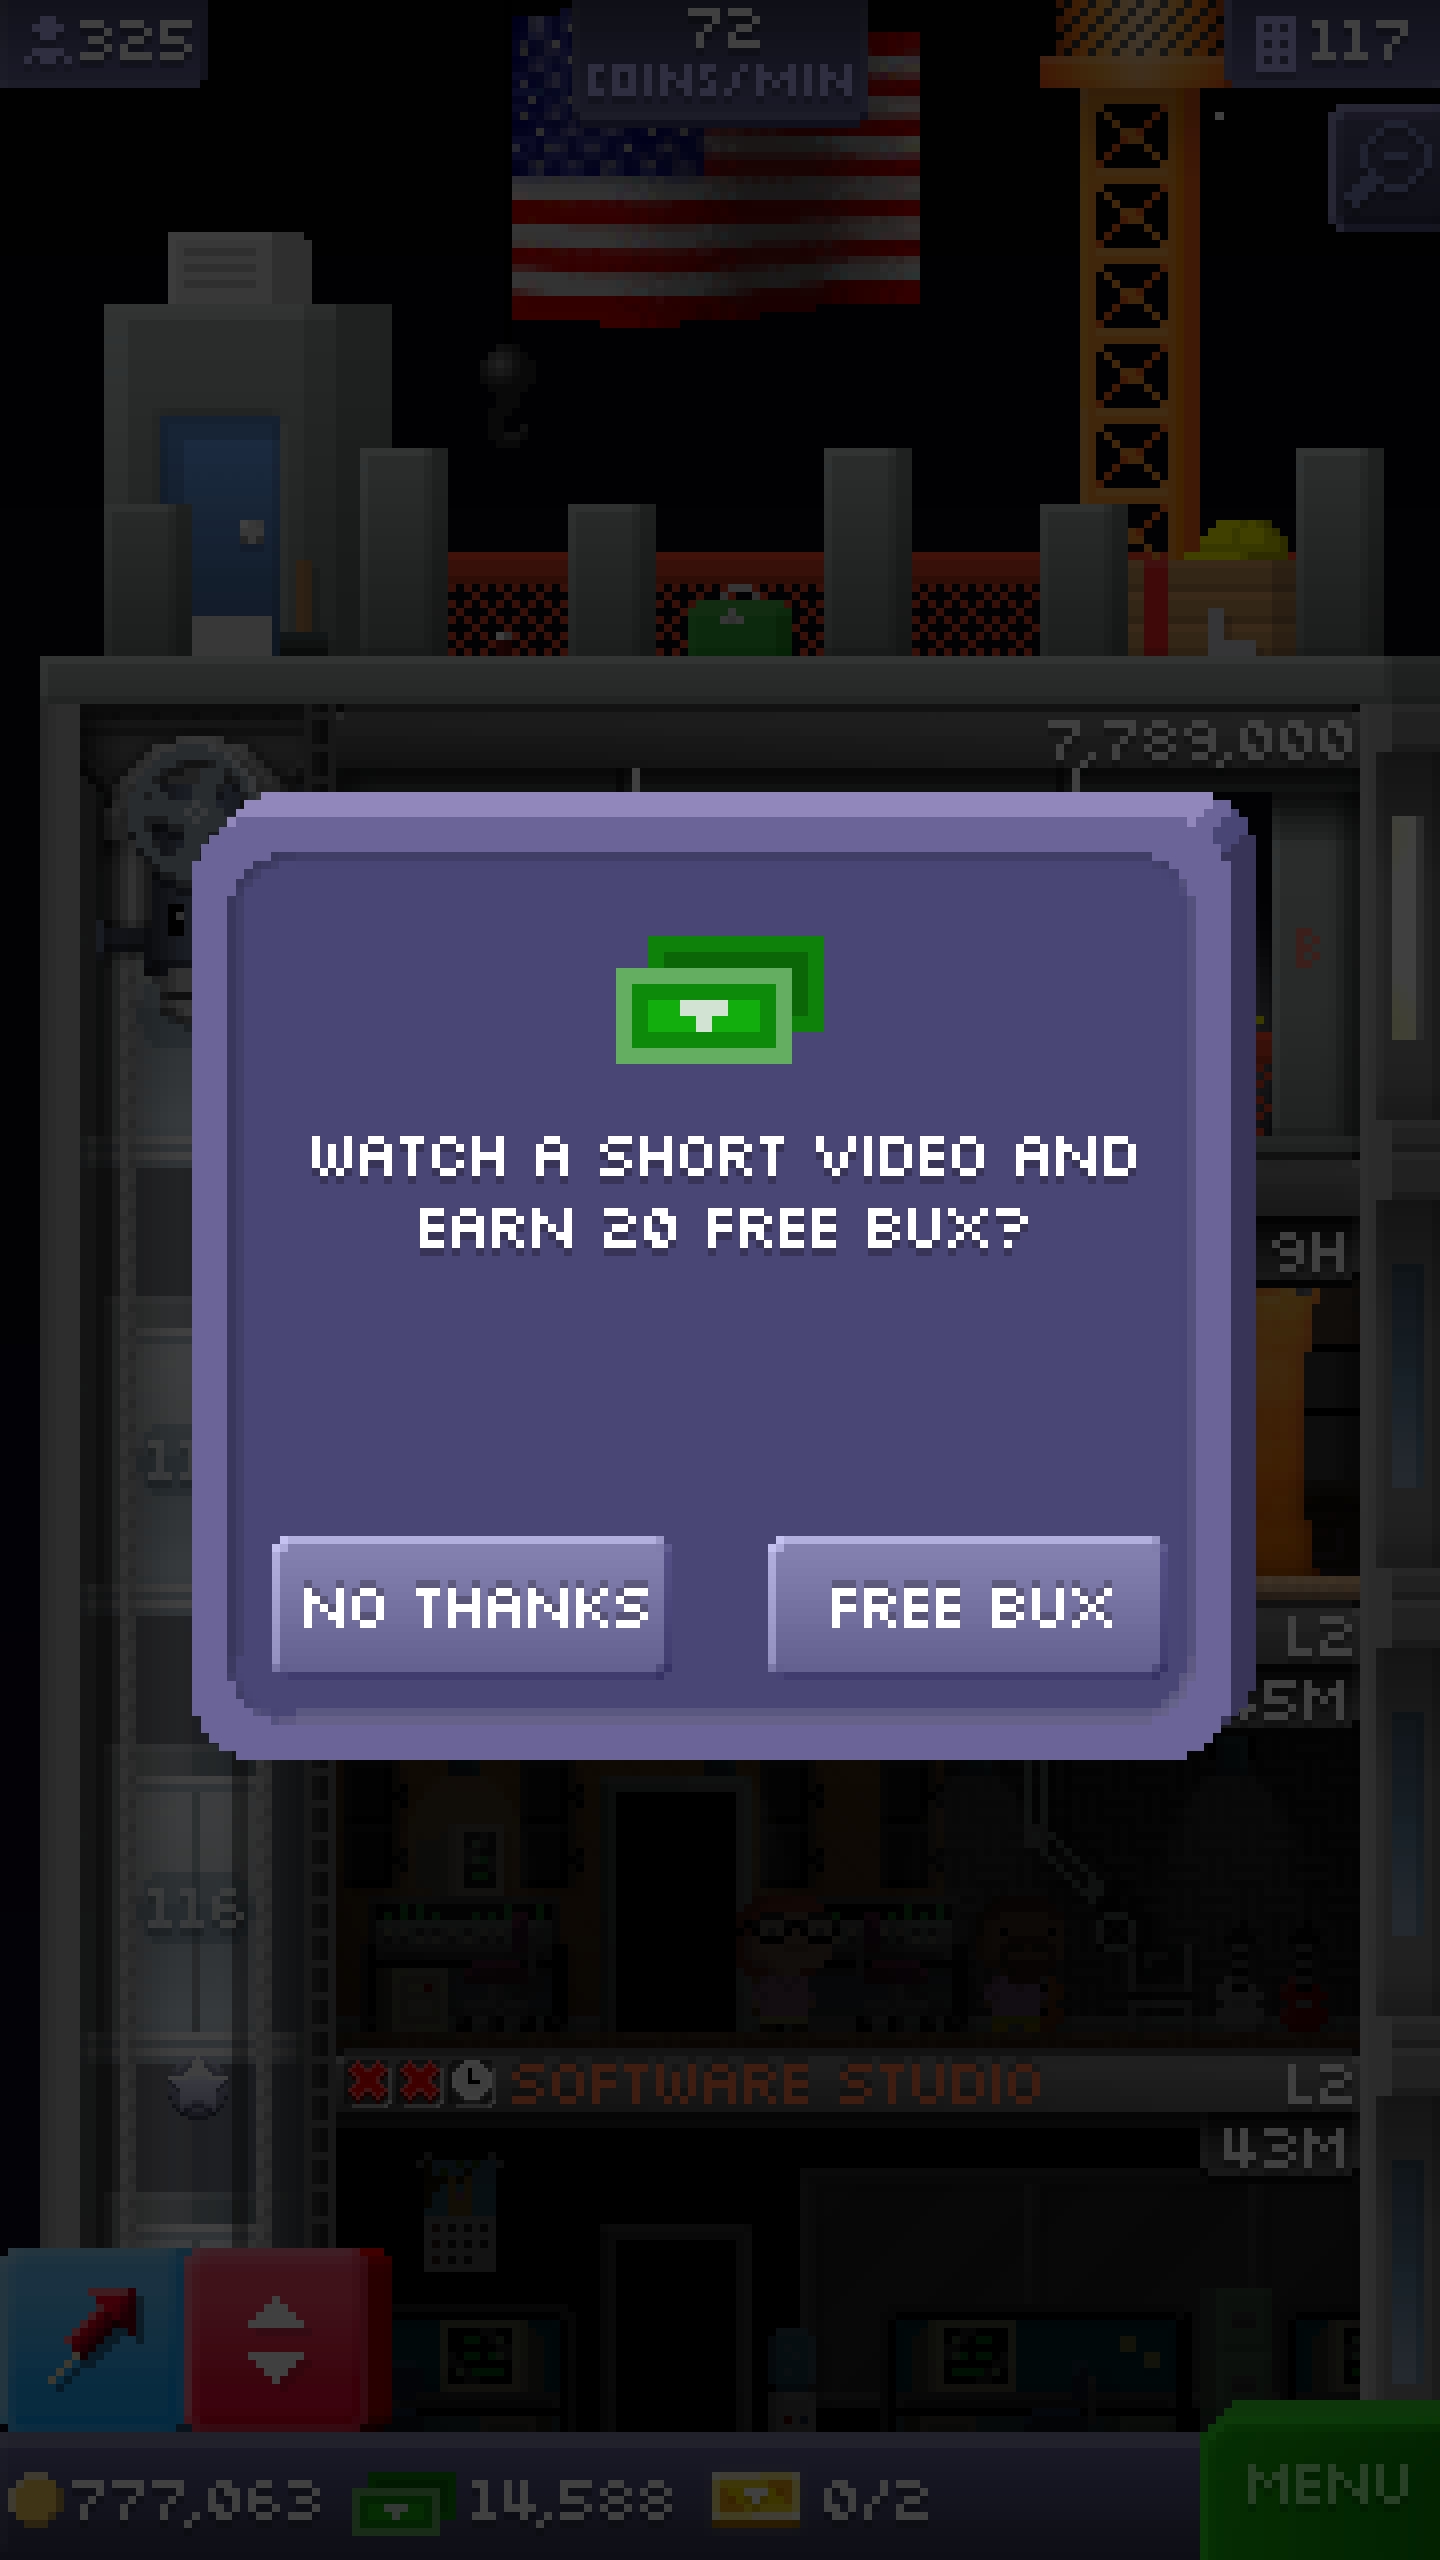 325
72
COINS/MIN
117
7,789,000
B
9H
WATCH A SHORT VIDEO AND
EARN 20 FREE BUX?
NO THANKS
FREE BUX
L2
5M
116
SOFTWARE STUDIO
L2
43M
777,063
14,588
0/2
MENU